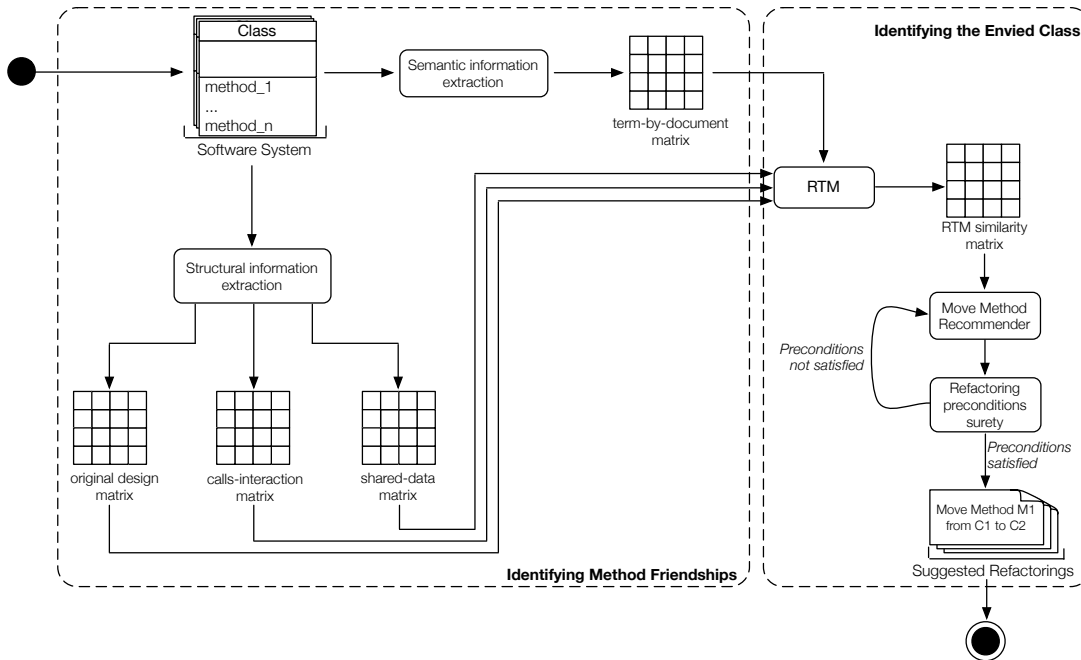 Class
method_1
...
method_n
Software System
Semantic information
extraction
term-by-document
matrix
Structural information
extraction
original design
matrix
calls-interaction
matrix
shared-data
matrix
Identifying Method Friendships
Identifying the Envied Class
RTM
RTM similarity
matrix
Move Method
Recommender
Preconditions
not satisfied
Refactoring
preconditions
surety
Preconditions
satisfied
Move Method M1
from C1 to C2
Suggested Refactorings